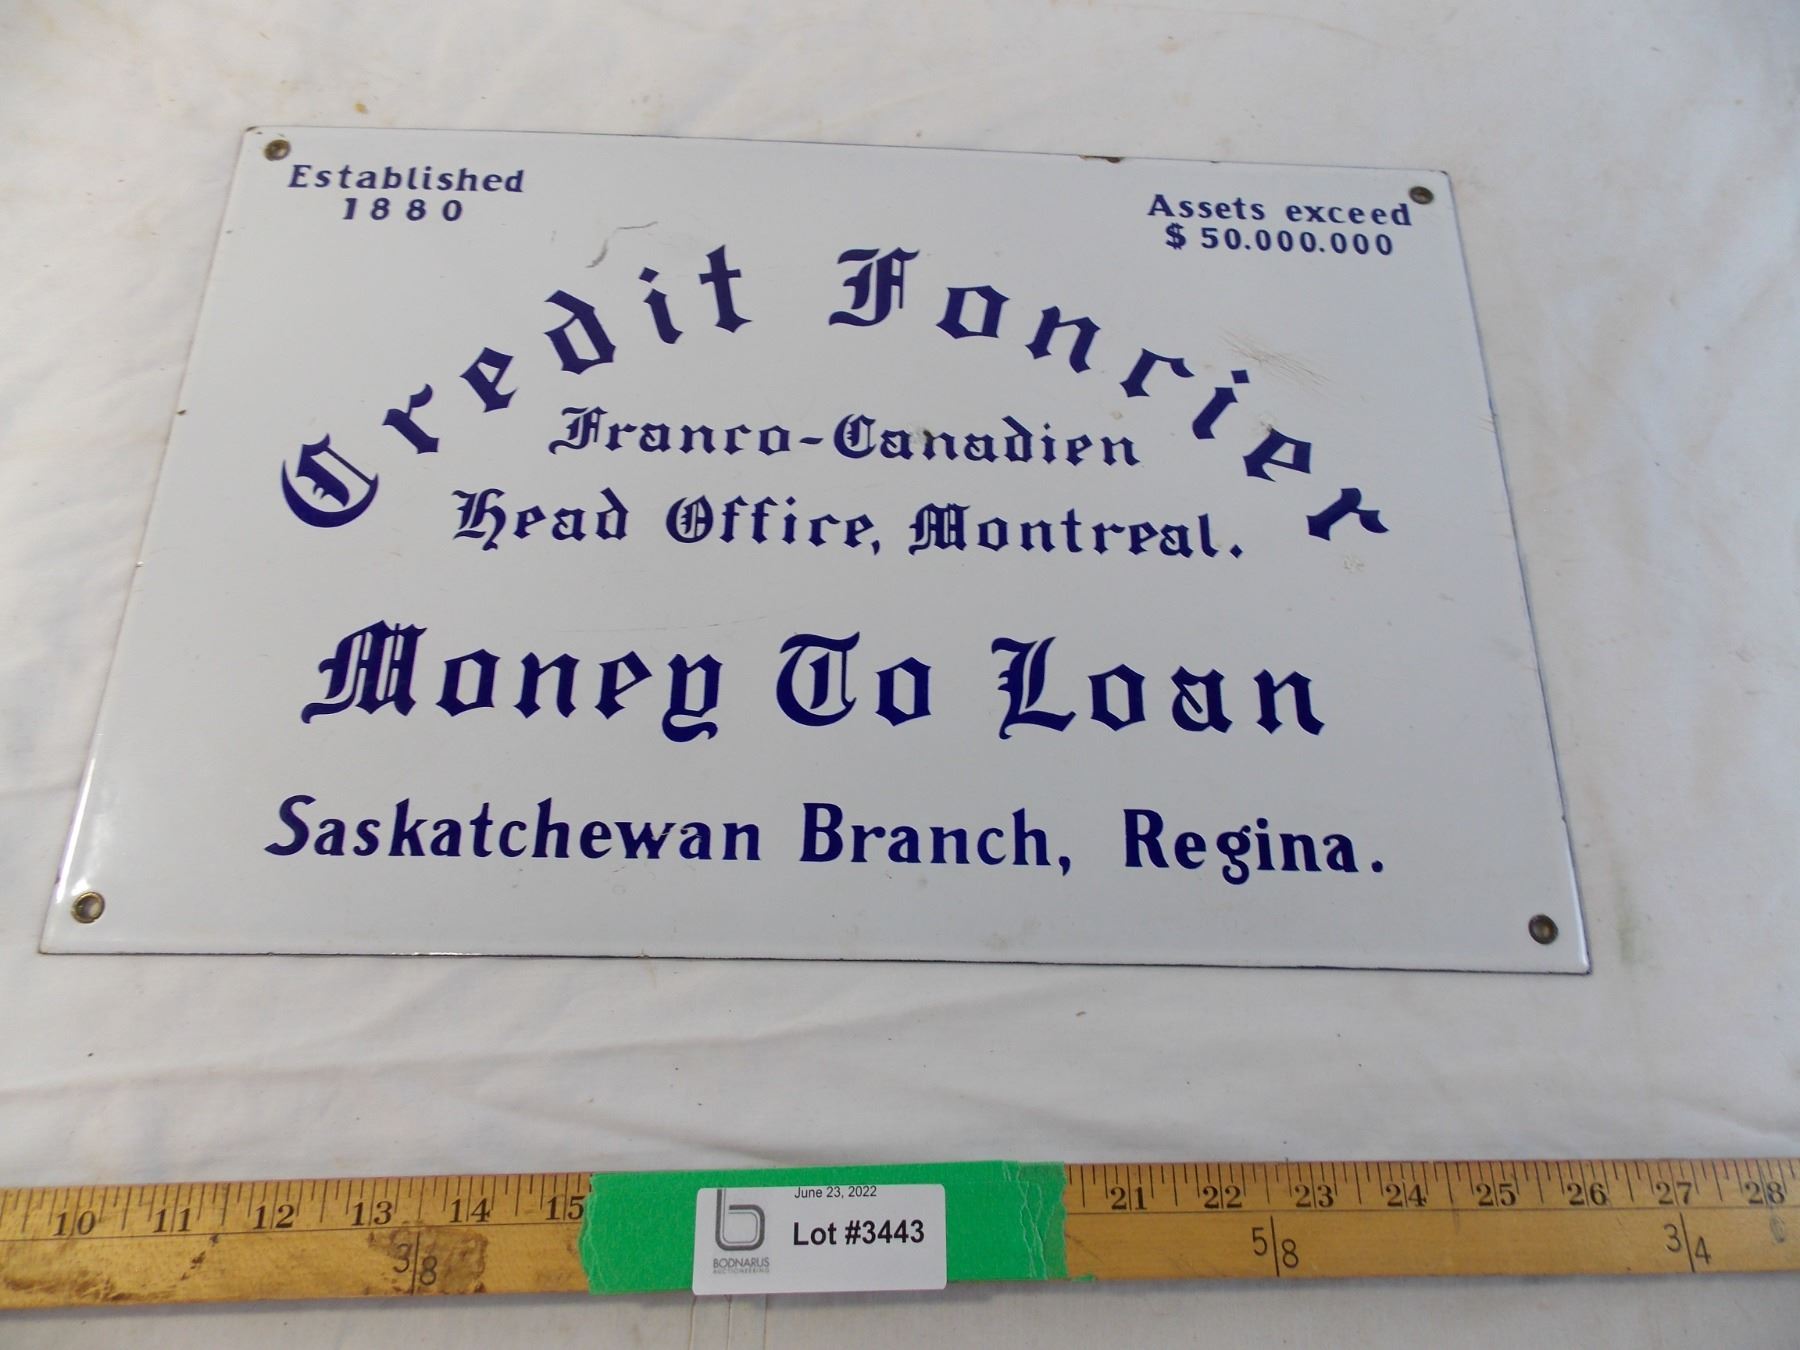 Established
1880
Assets exceed
$ 50.000.000
Credit Foncier
Franco-Canadien
Head Office, Montreal.
Money To Loan
Saskatchewan Branch, Regina.
10 11 12 13 14 15 21 22 23 24 25 26 27 28
3/8 5/8 3/4
June 23, 2022
Lot #3443
b
BODNARUS
AUCTIONEERING